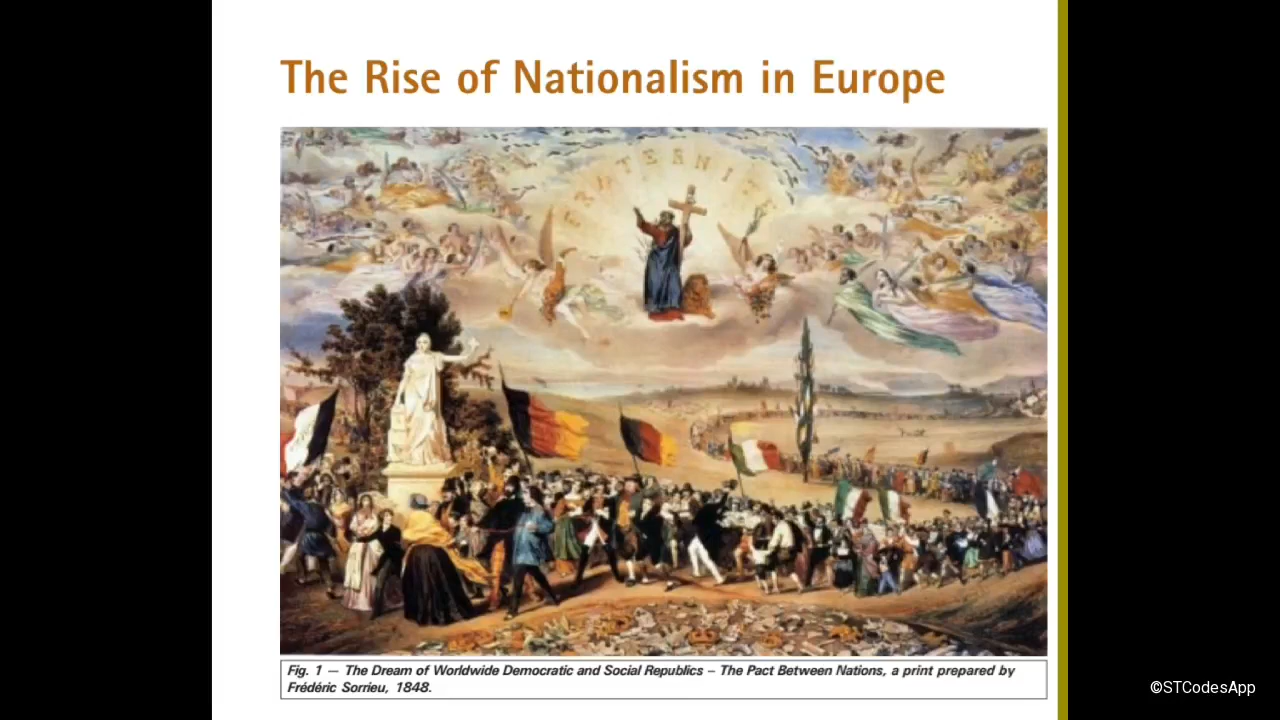 The Rise of Nationalism in Europe
FRATERNITE
Fig. 1 — The Dream of Worldwide Democratic and Social Republics – The Pact Between Nations, a print prepared by
Frédéric Sorrieu, 1848.
©STCodesApp